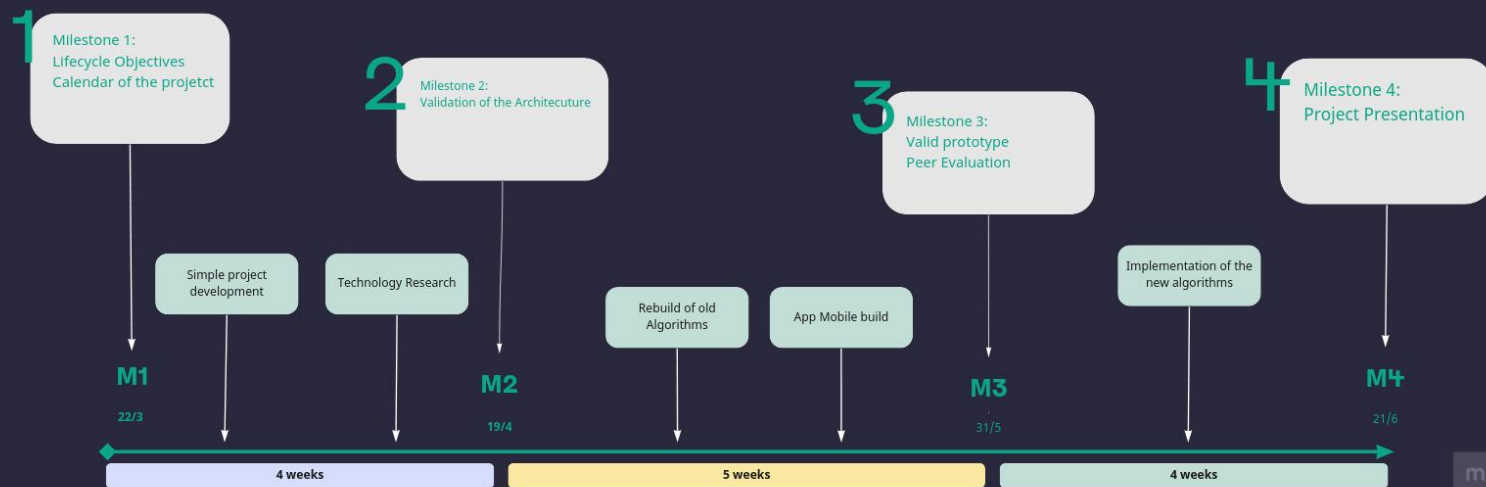 1
Milestone 1:
Lifecycle Objectives
Calendar of the projetct
2
Milestone 2:
Validation of the Architecuture
3
Milestone 3:
Valid prototype
Peer Evaluation
4
Milestone 4:
Project Presentation
Simple project
development
Technology Research
Rebuild of old
Algorithms
App Mobile build
Implementation of the
new algorithms
M1
22/3
M2
19/4
M3
31/5
M4
21/6
4 weeks
5 weeks
4 weeks